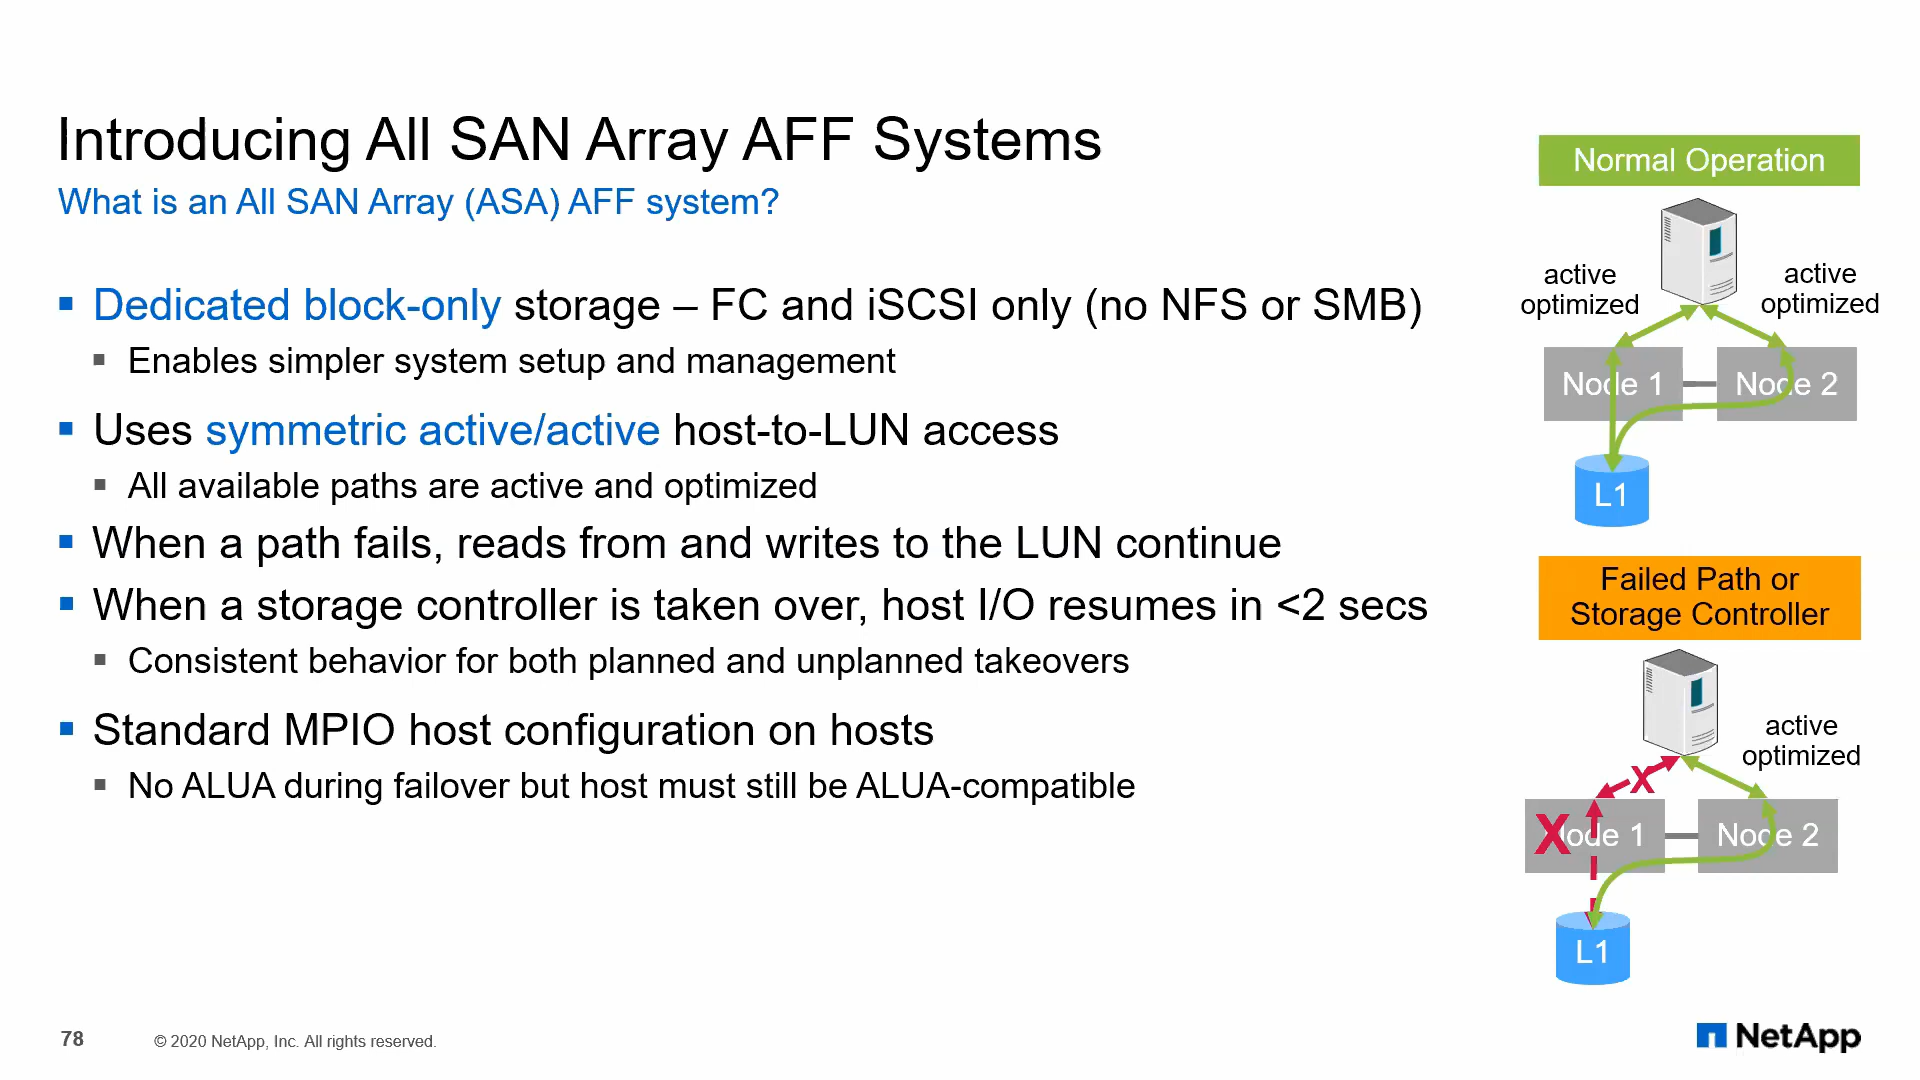 Introducing All SAN Array AFF Systems
What is an All SAN Array (ASA) AFF system?
▪ Dedicated block-only storage – FC and iSCSI only (no NFS or SMB)
▪ Enables simpler system setup and management
▪ Uses symmetric active/active host-to-LUN access
▪ All available paths are active and optimized
▪ When a path fails, reads from and writes to the LUN continue
▪ When a storage controller is taken over, host I/O resumes in <2 secs
▪ Consistent behavior for both planned and unplanned takeovers
▪ Standard MPIO host configuration on hosts
▪ No ALUA during failover but host must still be ALUA-compatible
Normal Operation
active
optimized
active
optimized
Node 1
Node 2
L1
Failed Path or
Storage Controller
active
optimized
X
X
Node 1
Node 2
L1
78
© 2020 NetApp, Inc. All rights reserved.
NetApp